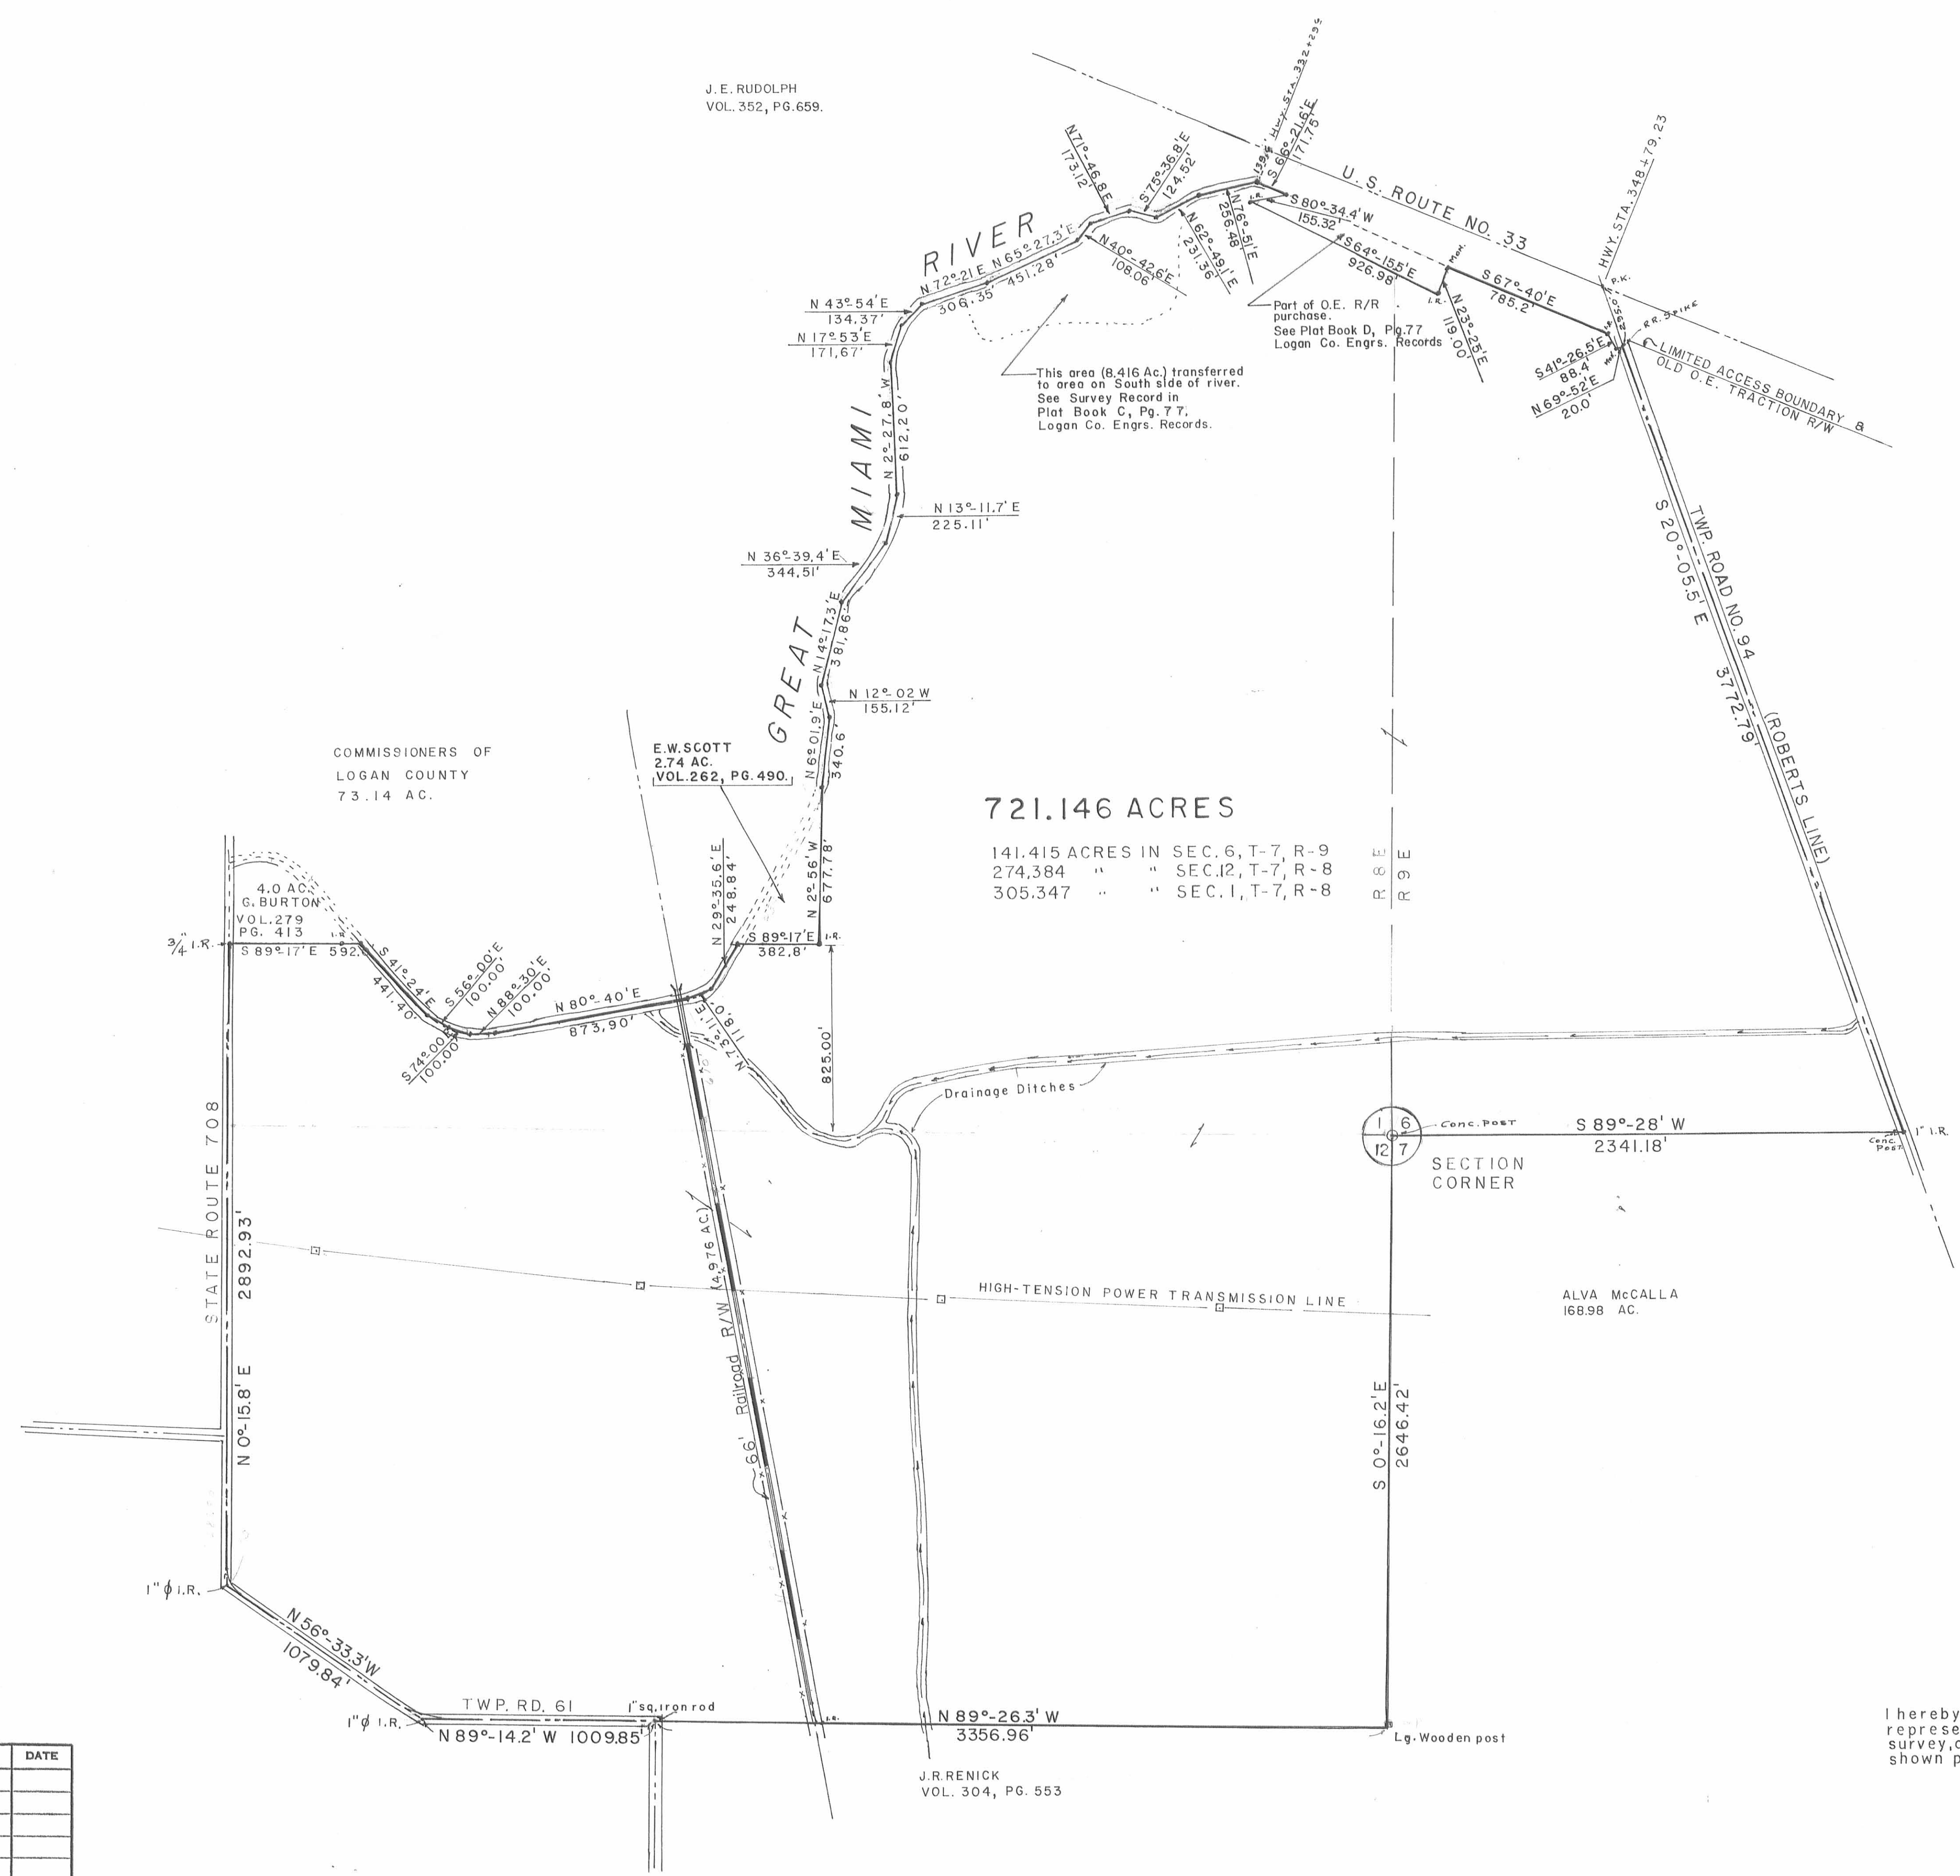 J. E. RUDOLPH
VOL. 352, PG. 659.
HWY. STA. 348+79.23
U. S. ROUTE NO. 33
S 66°-21.6' E
171.75'
N71°-46.8 E
173.12'
S 75°-36.8' E
124.52'
N 62°-49.1' E
231.36'
N 76°-51' E
256.48
I.R.
S 80°-34.4' W
155.32'
S 64°-15.5' E
926.98'
Mon.
I.R.
S 67°-40' E
785.2'
N 23°-25' E
119.00'
P.K.
RR. SPIKE
S 41°-26.5' E
88.4'
N 69°-52' E
20.0'
LIMITED ACCESS BOUNDARY &
OLD O.E. TRACTION R/W
Part of O.E. R/R
purchase.
See Plat Book D, Pg.77
Logan Co. Engrs. Records
GREAT MIAMI RIVER
N 40°-42.6' E
108.06'
N 65°-27.3' E
451.28'
N 72°-21 E
306.35'
N 43°-54' E
134.37'
N 17°-53' E
171.67'
This area (8.416 Ac.) transferred
to area on South side of river.
See Survey Record in
Plat Book C, Pg. 77,
Logan Co. Engrs. Records.
N 2°-27.8' W
612.20'
N 13°-11.7' E
225.11'
N 36°-39.4' E
344.51'
N 14°-17.3' E
381.86'
N 12°-02 W
155.12'
N 6°-01.9' E
340.6'
TWP. ROAD NO. 94 (ROBERTS LINE)
S 20°-05.5' E 3772.79'
COMMISSIONERS OF
LOGAN COUNTY
73.14 AC.
E.W. SCOTT
2.74 AC.
VOL. 262, PG. 490.
721.146 ACRES
141.415 ACRES IN SEC. 6, T-7, R-9
274.384 " " SEC. 12, T-7, R-8
305.347 " " SEC. 1, T-7, R-8
R 8 E
R 9 E
N 2°-56' W
677.78'
N 29°-35.6' E
248.84'
4.0 AC.
G. BURTON
VOL. 279
PG. 413
3/4" I.R.
I.R.
S 89°-17' E 592.
S 89°-17' E
382.8'
I.R.
S 41°-24' E
441.40'
S 56°-00' E
100.00'
N 88°-30' E
100.00'
S 74°-00' E
100.00'
N 80°-40' E
873.90'
N 73°-11' E
118.0'
825.00'
Drainage Ditches
1 6
12 7
Conc. Post
SECTION
CORNER
S 89°-28' W
2341.18'
Conc. Post
1" I.R.
STATE ROUTE 708
N 0°-15.8' E 2892.93'
HIGH-TENSION POWER TRANSMISSION LINE
ALVA McCALLA
168.98 AC.
66' Railroad R/W (4.976 AC.)
S 0°-16.2' E
2646.42'
1" ϕ I.R.
N 56°-33.3' W
1079.84'
TWP. RD. 61
1" sq. iron rod
1" ϕ I.R.
N 89°-14.2' W 1009.85'
I.R.
N 89°-26.3' W
3356.96'
Lg. Wooden post
J. R. RENICK
VOL. 304, PG. 553
I hereby
represe
survey, o
shown p
DATE